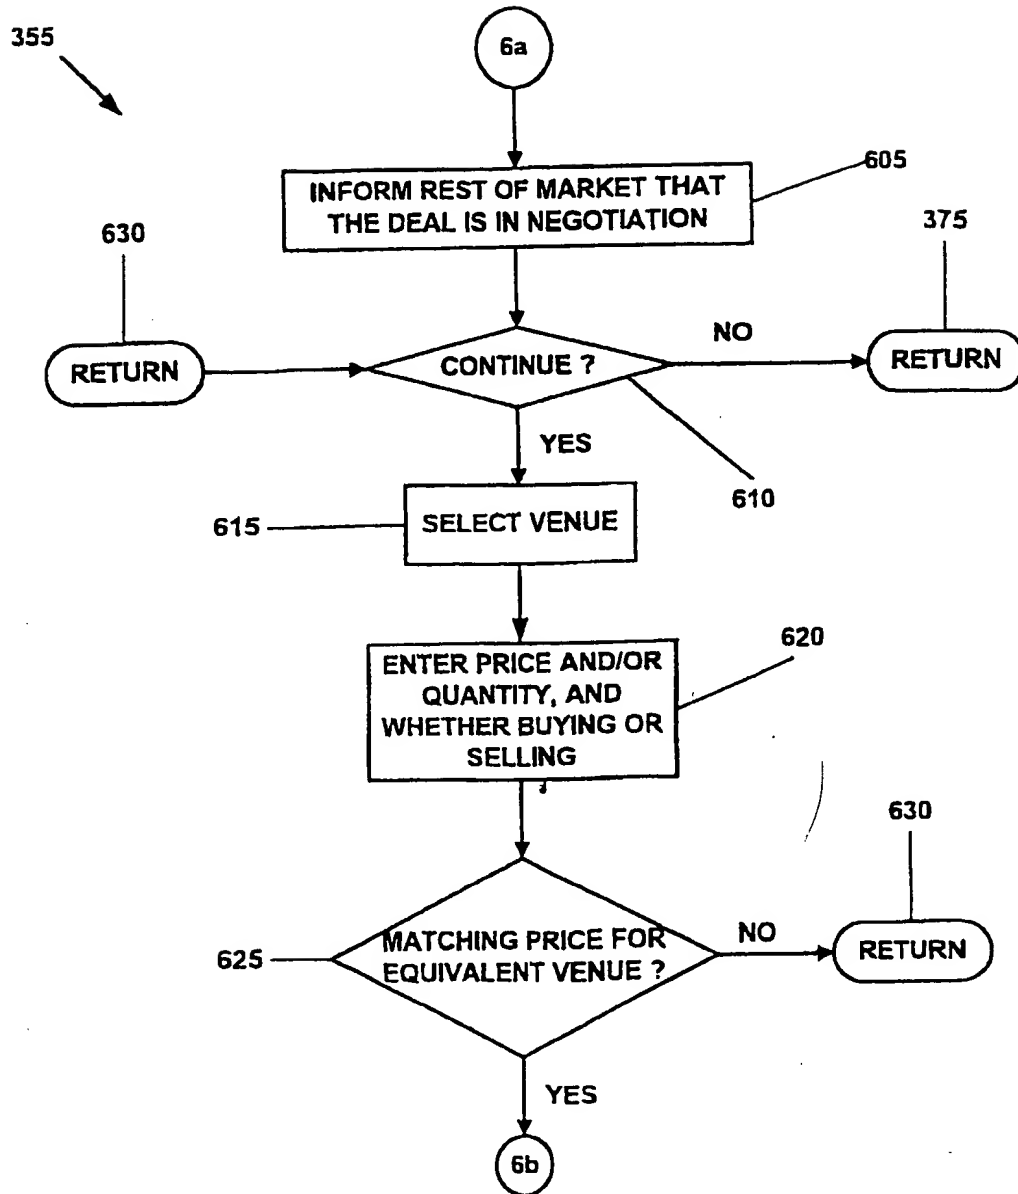 355
6a
INFORM REST OF MARKET THAT
THE DEAL IS IN NEGOTIATION
605
630
375
RETURN
CONTINUE ?
NO
RETURN
YES
610
615
SELECT VENUE
620
ENTER PRICE AND/OR
QUANTITY, AND
WHETHER BUYING OR
SELLING
630
625
MATCHING PRICE FOR
EQUIVALENT VENUE ?
NO
RETURN
YES
6b